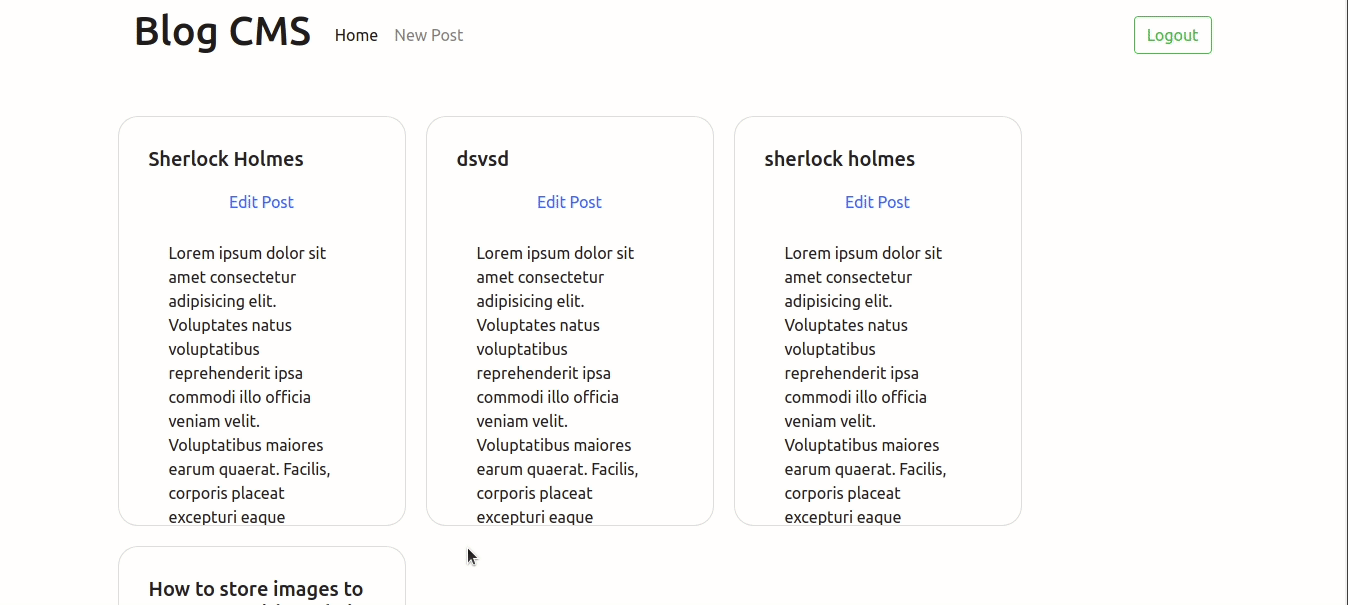 Blog CMS Home New Post Logout
Sherlock Holmes
Edit Post
Lorem ipsum dolor sit
amet consectetur
adipisicing elit.
Voluptates natus
voluptatibus
reprehenderit ipsa
commodi illo officia
veniam velit.
Voluptatibus maiores
earum quaerat. Facilis,
corporis placeat
excepturi eaque
dsvsd
Edit Post
Lorem ipsum dolor sit
amet consectetur
adipisicing elit.
Voluptates natus
voluptatibus
reprehenderit ipsa
commodi illo officia
veniam velit.
Voluptatibus maiores
earum quaerat. Facilis,
corporis placeat
excepturi eaque
sherlock holmes
Edit Post
Lorem ipsum dolor sit
amet consectetur
adipisicing elit.
Voluptates natus
voluptatibus
reprehenderit ipsa
commodi illo officia
veniam velit.
Voluptatibus maiores
earum quaerat. Facilis,
corporis placeat
excepturi eaque
How to store images to